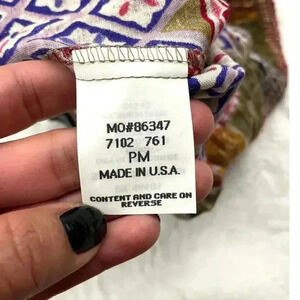 MO#86347
7102 761
PM
MADE IN U.S.A.
CONTENT AND CARE ON
REVERSE